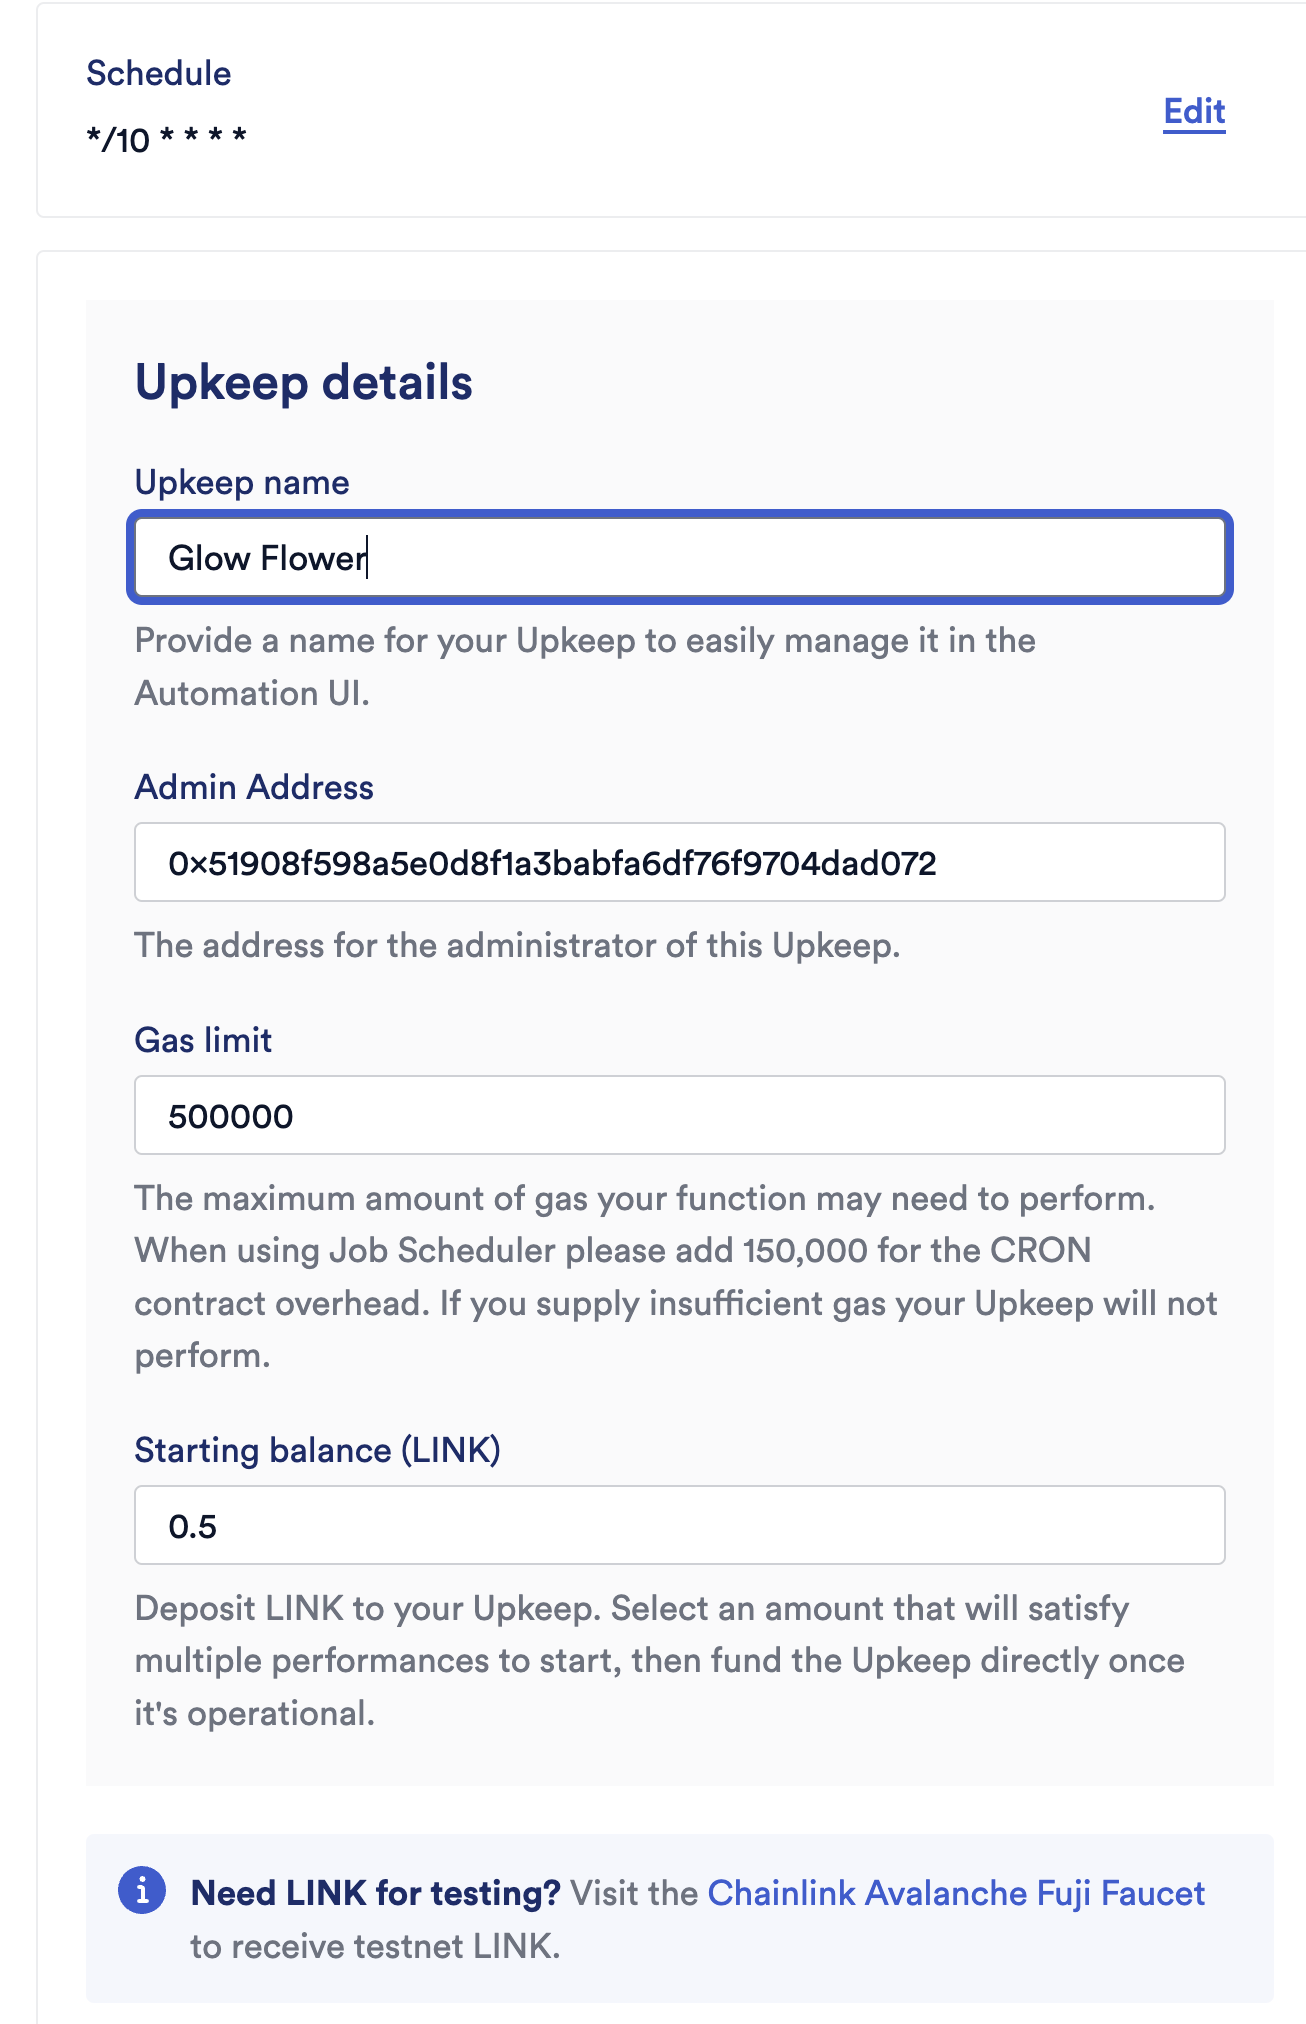 Schedule
*/10 * * * *
Edit
Upkeep details
Upkeep name
Glow Flower
Provide a name for your Upkeep to easily manage it in the
Automation UI.
Admin Address
0x51908f598a5e0d8f1a3babfa6df76f9704dad072
The address for the administrator of this Upkeep.
Gas limit
500000
The maximum amount of gas your function may need to perform.
When using Job Scheduler please add 150,000 for the CRON
contract overhead. If you supply insufficient gas your Upkeep will not
perform.
Starting balance (LINK)
0.5
Deposit LINK to your Upkeep. Select an amount that will satisfy
multiple performances to start, then fund the Upkeep directly once
it's operational.
Need LINK for testing? Visit the Chainlink Avalanche Fuji Faucet
to receive testnet LINK.